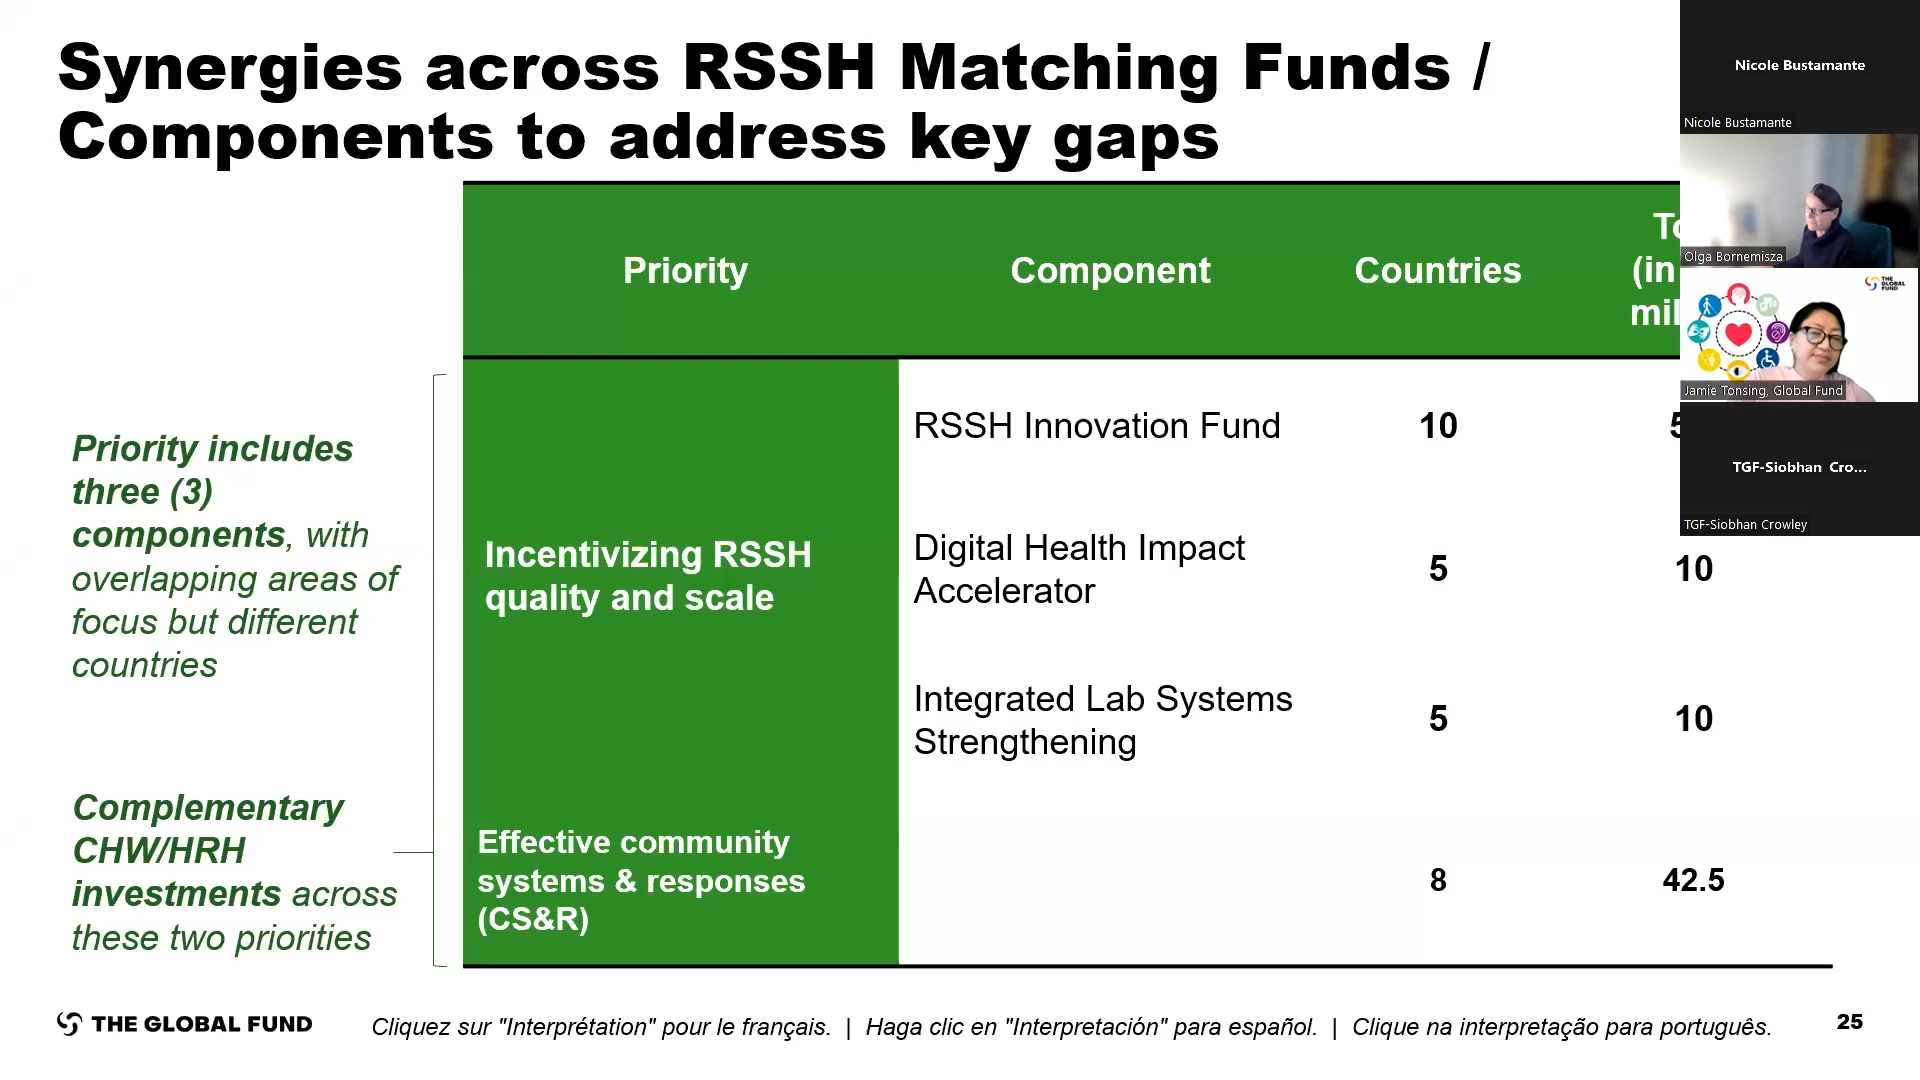 Synergies across RSSH Matching Funds /
Components to address key gaps
Priority
Component
Countries
(in
Priority includes
three (3)
components, with
overlapping areas of
focus but different
countries
Complementary
CHW/HRH
investments across
these two priorities
Incentivizing RSSH
quality and scale
RSSH Innovation Fund
10
Digital Health Impact
Accelerator
5
10
Integrated Lab Systems
Strengthening
5
10
Effective community
systems & responses
(CS&R)
8
42.5
THE GLOBAL FUND
Cliquez sur "Interprétation" pour le français. | Haga clic en "Interpretación" para español. | Clique na interpretação para português.
25
Nicole Bustamante
Nicole Bustamante
Olga Bornemisza
THE
GLOBAL
FUND
Jamie Tonsing, Global Fund
TGF-Siobhan Cro...
TGF-Siobhan Crowley